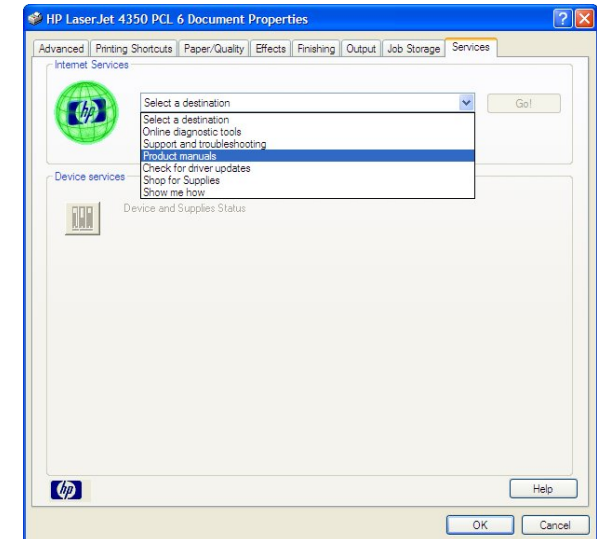 HP LaserJet 4350 PCL 6 Document Properties
Advanced Printing Shortcuts Paper/Quality Effects Finishing Output Job Storage Services
Internet Services
hp
Select a destination
Go!
Select a destination
Online diagnostic tools
Support and troubleshooting
Product manuals
Check for driver updates
Shop for Supplies
Show me how
Device services
Device and Supplies Status
hp
Help
OK Cancel